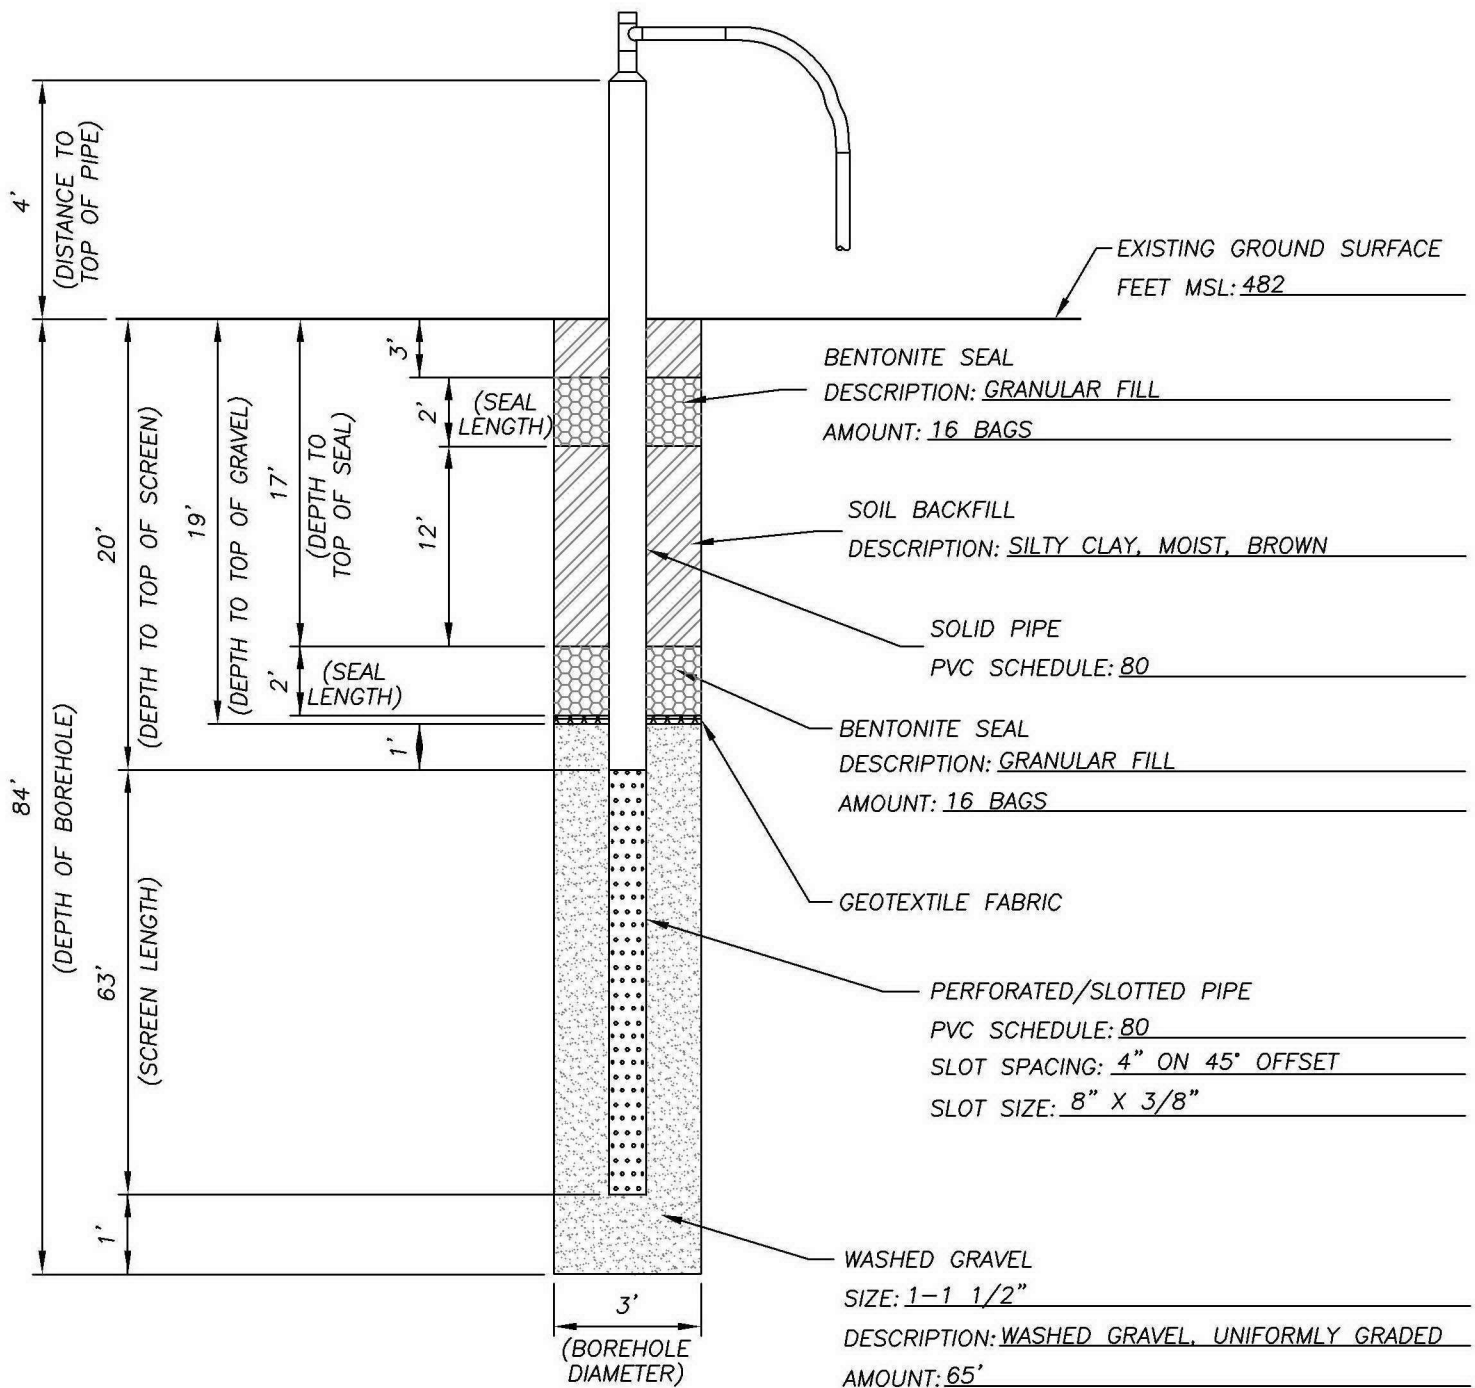 4'
(DISTANCE TO
TOP OF PIPE)
EXISTING GROUND SURFACE
FEET MSL: 482
84'
(DEPTH OF BOREHOLE)
20'
(DEPTH TO TOP OF SCREEN)
19'
(DEPTH TO TOP OF GRAVEL)
17'
(DEPTH TO
TOP OF SEAL)
3'
2'
(SEAL
LENGTH)
12'
2'
(SEAL
LENGTH)
1'
63'
(SCREEN LENGTH)
1'
BENTONITE SEAL
DESCRIPTION: GRANULAR FILL
AMOUNT: 16 BAGS
SOIL BACKFILL
DESCRIPTION: SILTY CLAY, MOIST, BROWN
SOLID PIPE
PVC SCHEDULE: 80
BENTONITE SEAL
DESCRIPTION: GRANULAR FILL
AMOUNT: 16 BAGS
GEOTEXTILE FABRIC
PERFORATED/SLOTTED PIPE
PVC SCHEDULE: 80
SLOT SPACING: 4" ON 45° OFFSET
SLOT SIZE: 8" X 3/8"
WASHED GRAVEL
SIZE: 1-1 1/2"
DESCRIPTION: WASHED GRAVEL, UNIFORMLY GRADED
AMOUNT: 65'
3'
(BOREHOLE
DIAMETER)